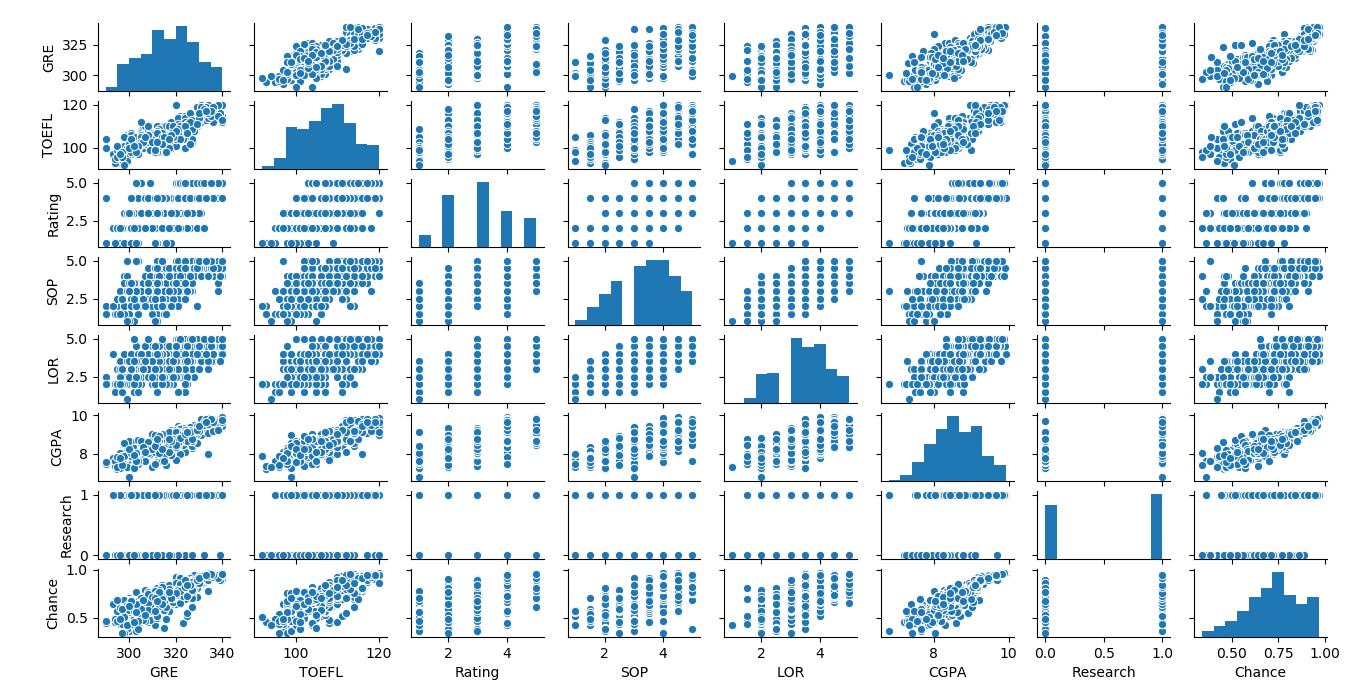 GRE
325
300
TOEFL
120
100
Rating
5.0
2.5
SOP
5.0
2.5
LOR
5.0
2.5
CGPA
10
8
Research
1
0
Chance
1.0
0.5
300 320 340 100 120 2 4 2 4 2 4 8 10 0.0 0.5 1.0 0.50 0.75 1.00
GRE TOEFL Rating SOP LOR CGPA Research Chance